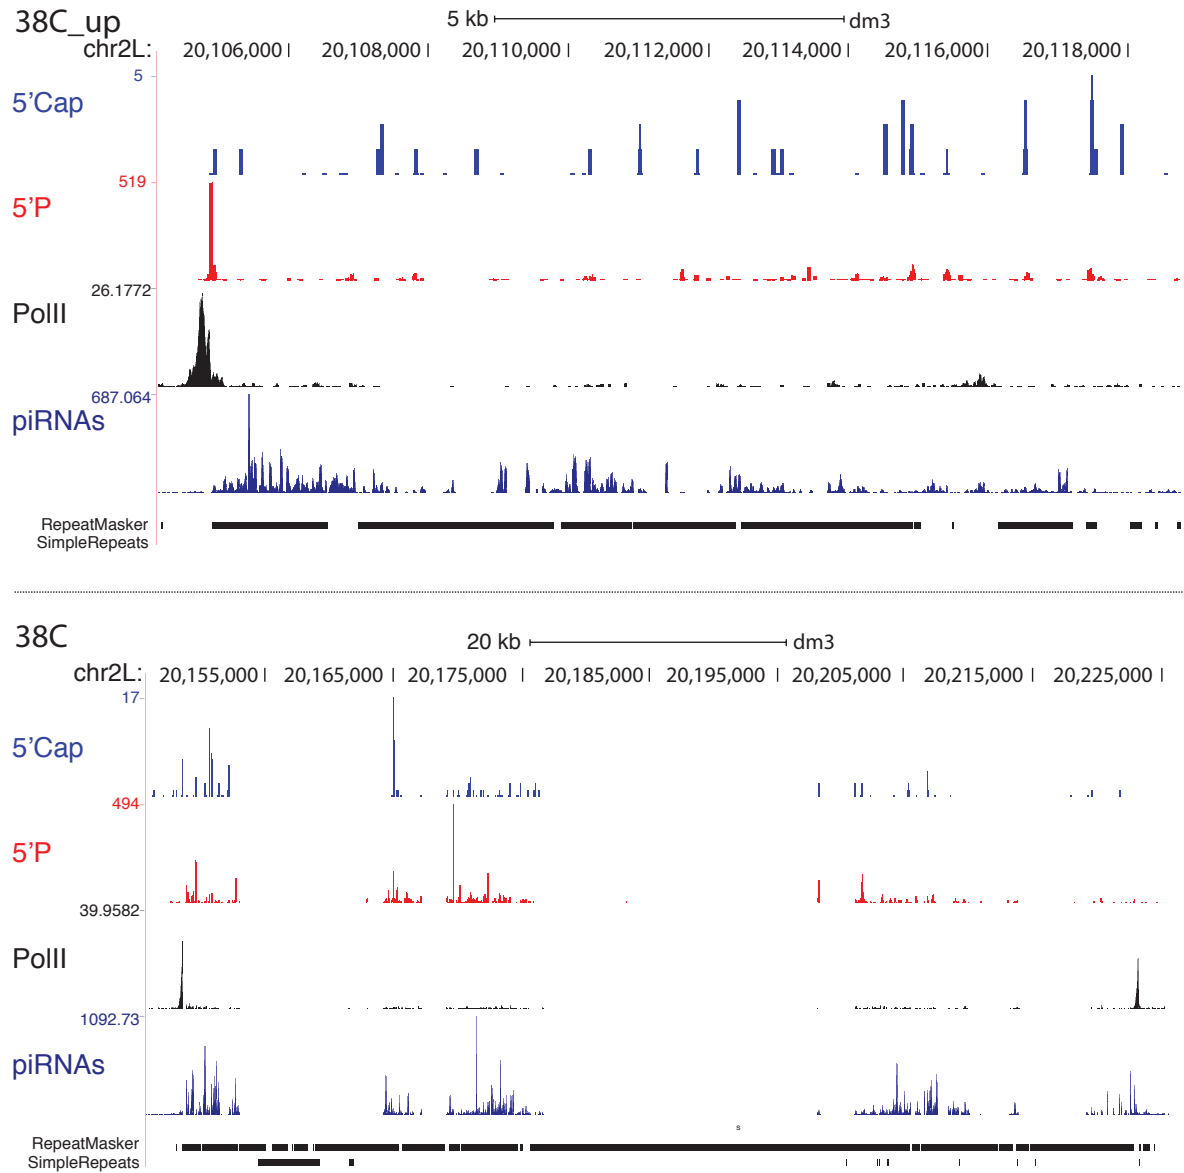 38C_up
5 kb dm3
chr2L: 20,106,000 20,108,000 20,110,000 20,112,000 20,114,000 20,116,000 20,118,000
5
5'Cap
519
5'P
26.1772
PolII
687.064
piRNAs
RepeatMasker
SimpleRepeats
38C
20 kb dm3
chr2L: 20,155,000 20,165,000 20,175,000 20,185,000 20,195,000 20,205,000 20,215,000 20,225,000
17
5'Cap
494
5'P
39.9582
PolII
1092.73
piRNAs
s
RepeatMasker
SimpleRepeats